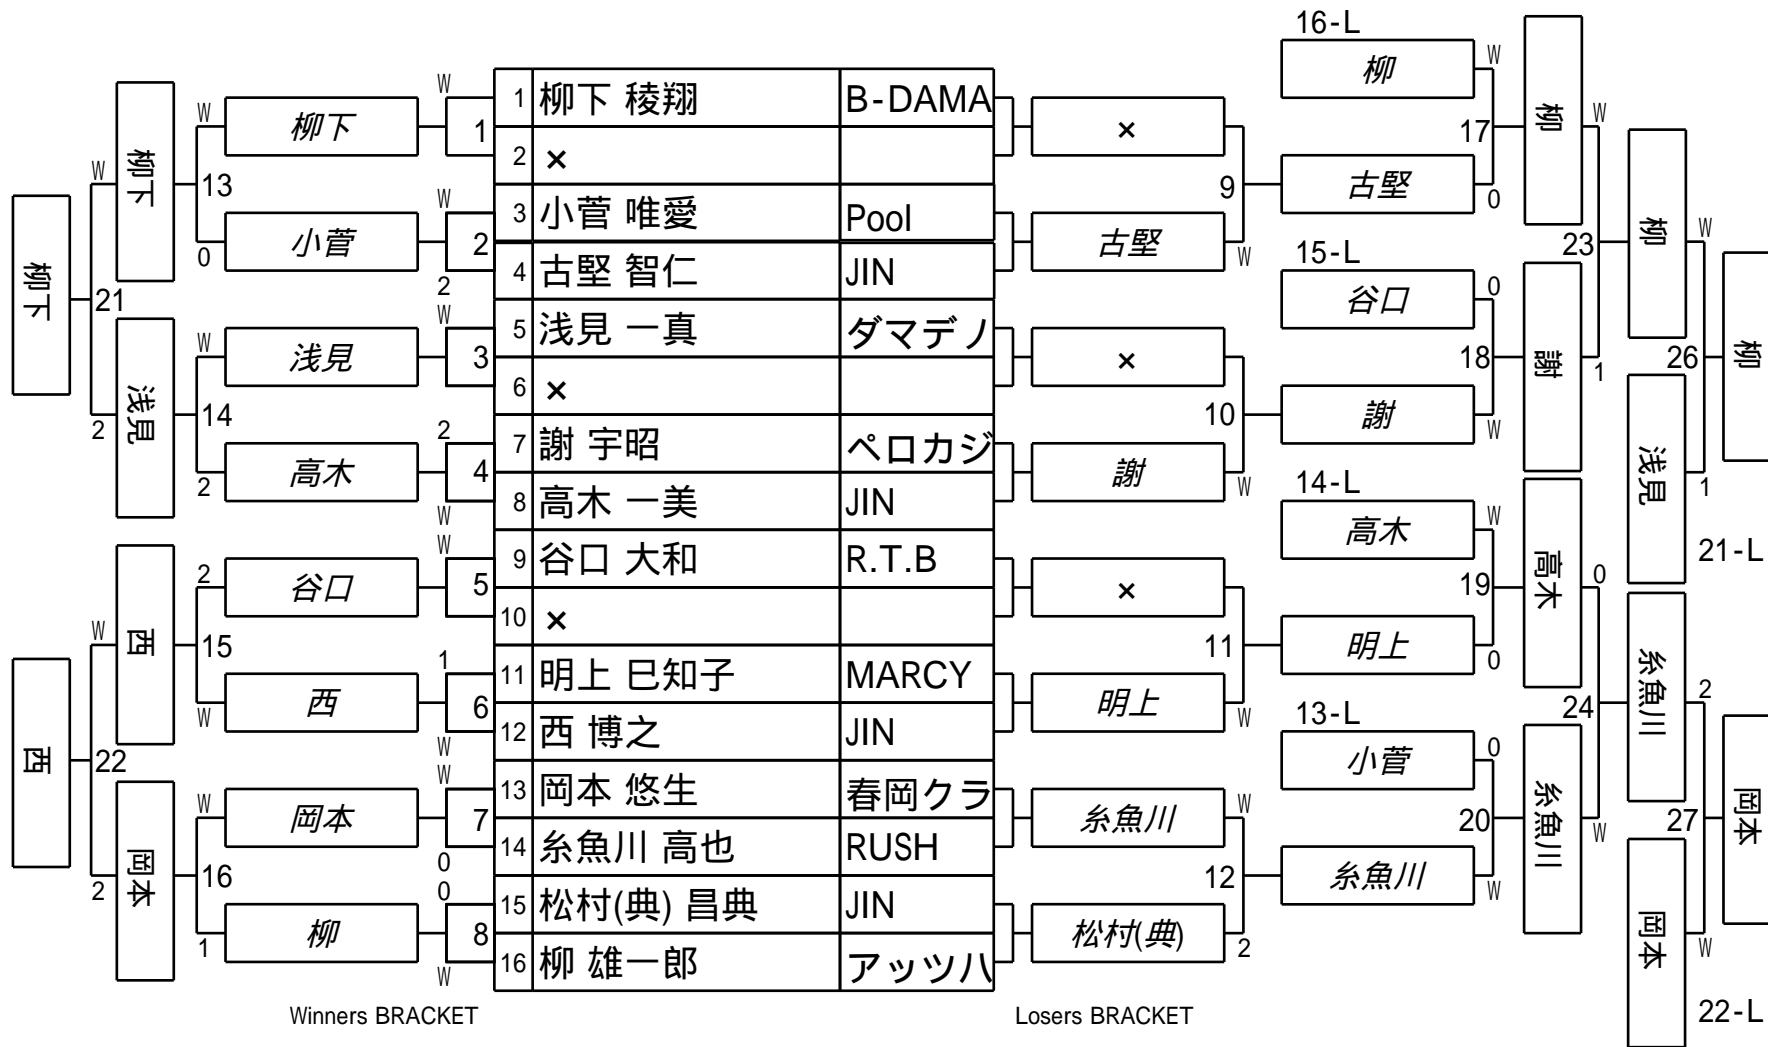 16-L
柳 W
柳下 W
1 柳下 稜翔 B-DAMA
× 柳 W
17
柳下 W 13 1
2 ×
9 古堅 0
柳 W
小菅 0 W 2
3 小菅 唯愛 Pool
古堅 W
23
柳下 21
4 古堅 智仁 JIN 2
15-L
谷口 0
浅見 W 3 W
5 浅見 一真 ダマデノ
×
18 謝 1
26 柳
浅見 2 14
6 ×
10 謝 W
浅見 1
高木 2 4 2
7 謝 宇昭 ペロカジ
謝 W
14-L
8 高木 一美 JIN W
高木 W
21-L
谷口 2 5 W
9 谷口 大和 R.T.B
×
19 高木 0
西 W 15
10 ×
11 明上 0
糸魚川 2
西 W 6 1
11 明上 巳知子 MARCY
明上 W
13-L
24
西 22
12 西 博之 JIN W
小菅 0
岡本 W 7 W
13 岡本 悠生 春岡クラ
糸魚川 W
20 糸魚川 W
27 岡本
岡本 2 16
14 糸魚川 高也 RUSH 0
12 糸魚川 W
岡本 W
柳 1 8 0
15 松村(典) 昌典 JIN
松村(典) 2
16 柳 雄一郎 アッツハ W
22-L
Winners BRACKET
Losers BRACKET